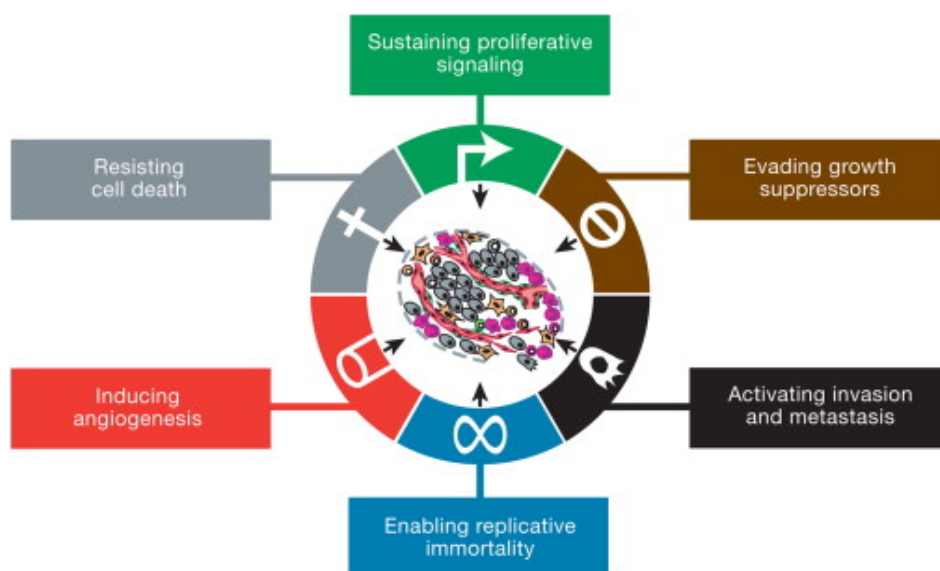 Sustaining proliferative
signaling
Resisting
cell death
Evading growth
suppressors
Inducing
angiogenesis
Activating invasion
and metastasis
Enabling replicative
immortality